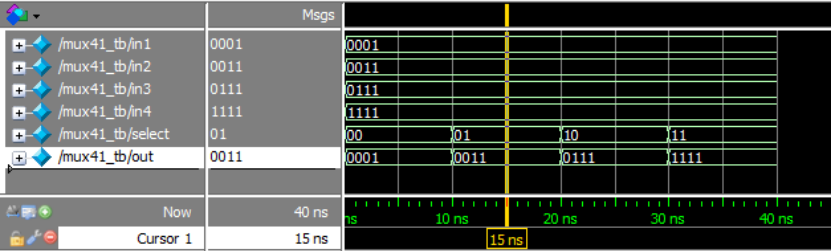 Msgs
/mux41_tb/in1 0001 0001
/mux41_tb/in2 0011 0011
/mux41_tb/in3 0111 0111
/mux41_tb/in4 1111 1111
/mux41_tb/select 01 00 01 10 11
/mux41_tb/out 0011 0001 0011 0111 1111
Now 40 ns ns 10 ns 20 ns 30 ns 40 ns
Cursor 1 15 ns 15 ns